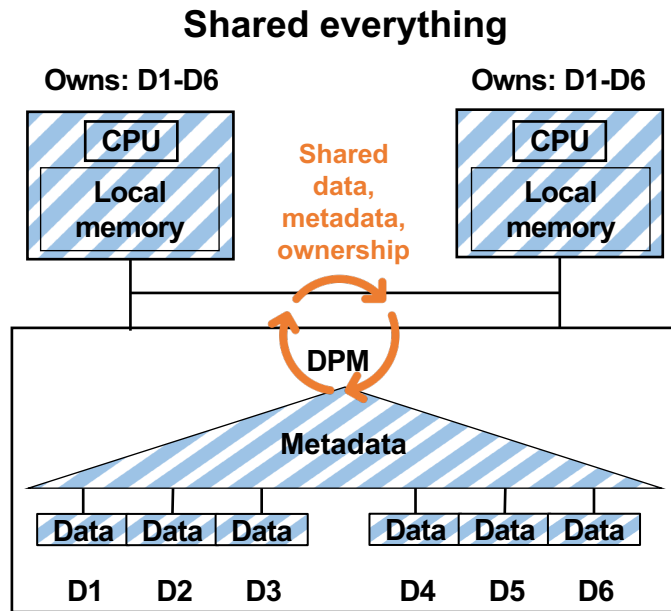 Shared everything
Owns: D1-D6
Owns: D1-D6
CPU
Local
memory
Shared
data,
metadata,
ownership
CPU
Local
memory
DPM
Metadata
Data Data Data Data Data Data
D1 D2 D3 D4 D5 D6